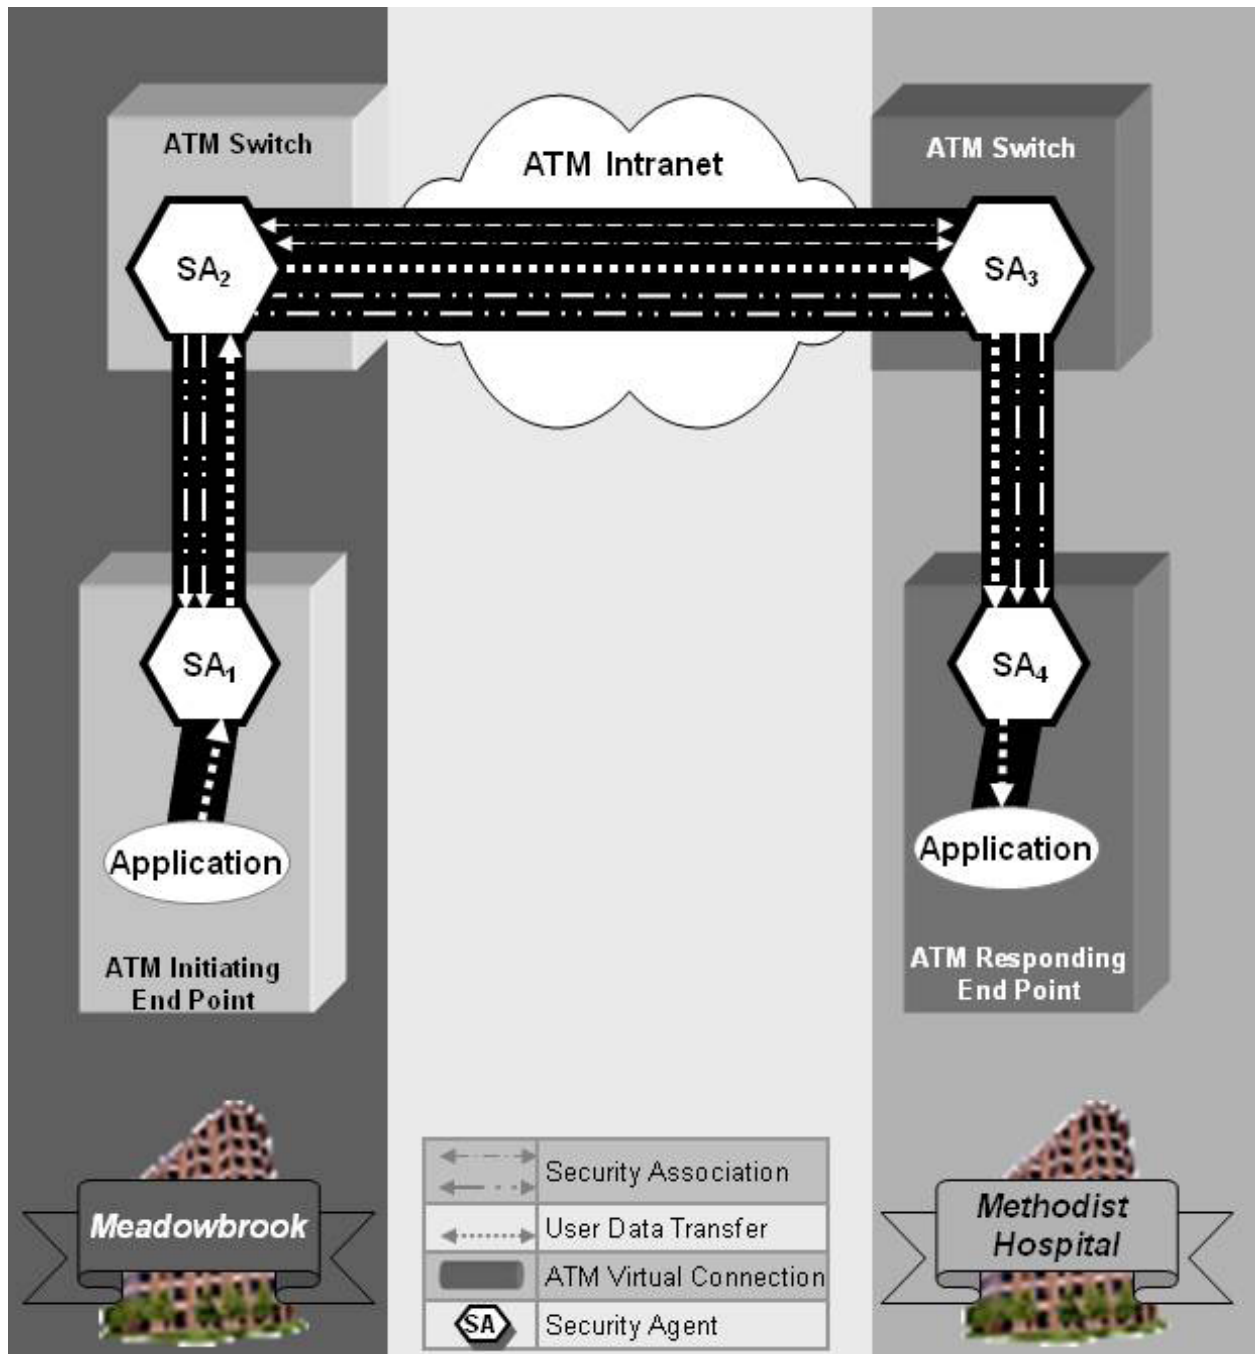 ATM Switch
ATM Intranet
ATM Switch
SA2
SA3
SA1
SA4
Application
Application
ATM Initiating
End Point
ATM Responding
End Point
Meadowbrook
Security Association
User Data Transfer
ATM Virtual Connection
SA
Security Agent
Methodist
Hospital